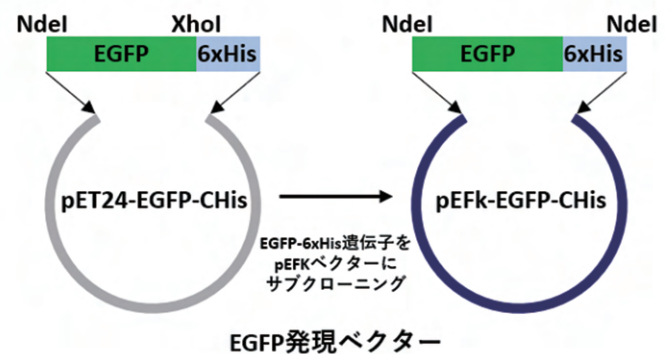 NdeI XhoI
EGFP 6xHis
pET24-EGFP-CHis
EGFP-6xHis遺伝子を
pEFKベクターに
サブクローニング
NdeI NdeI
EGFP 6xHis
pEFk-EGFP-CHis
EGFP発現ベクター